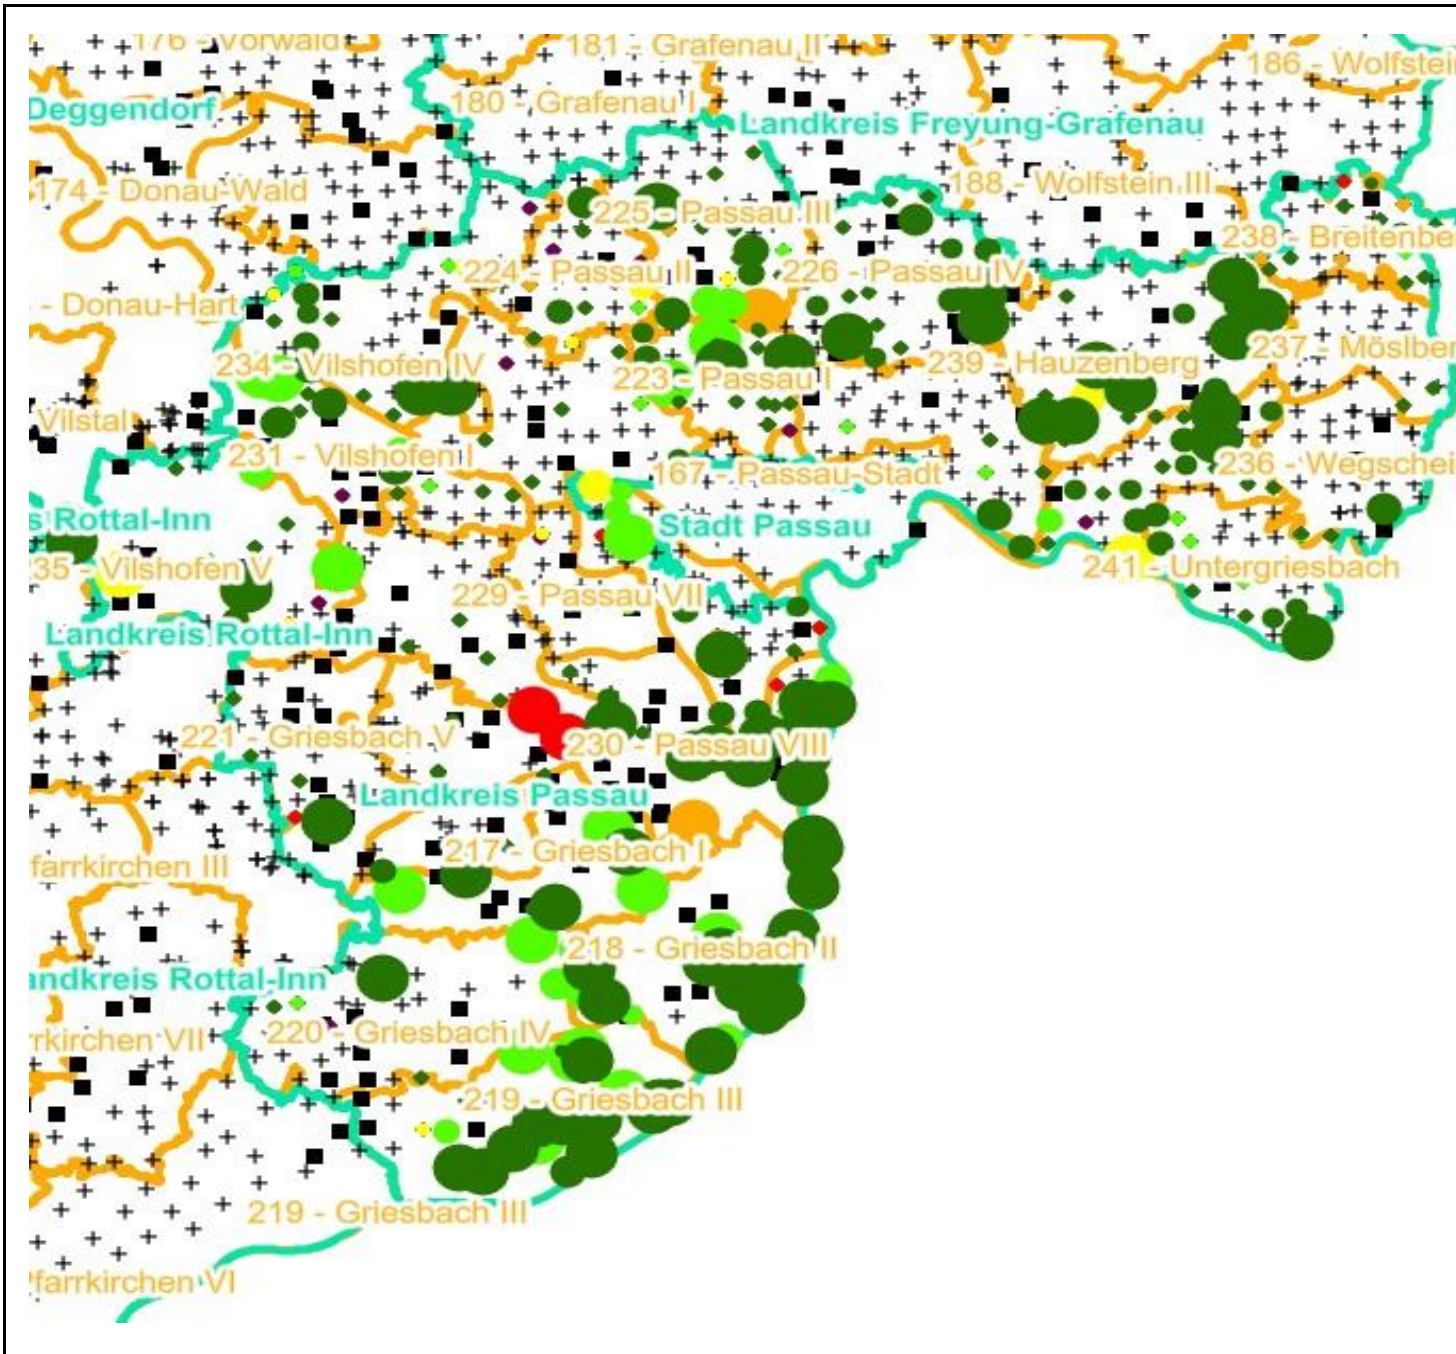 176 - Vorwald
181 - Grafenau II
186 - Wolfstei
180 - Grafenau I
Deggendorf
Landkreis Freyung-Grafenau
174 - Donau-Wald
188 - Wolfstein III
225 - Passau III
238 - Breitenbe
224 - Passau II
226 - Passau IV
- Donau-Hart
237 - Möslber
234 - Vilshofen IV
239 - Hauzenberg
223 - Passau I
Vilstal
231 - Vilshofen I
236 - Wegschei
167 - Passau-Stadt
s Rottal-Inn
Stadt Passau
35 - Vilshofen V
241 - Untergriesbach
229 - Passau VII
Landkreis Rottal-Inn
221 - Griesbach V
230 - Passau VIII
Landkreis Passau
217 - Griesbach I
farrkirchen III
218 - Griesbach II
andkreis Rottal-Inn
220 - Griesbach IV
rrkirchen VII
219 - Griesbach III
219 - Griesbach III
Pfarrkirchen VI